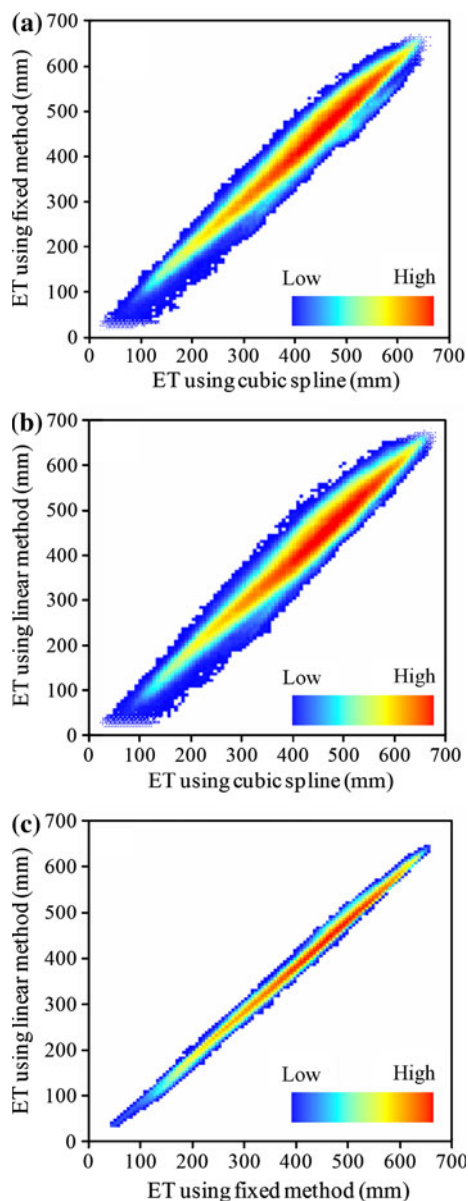 (a)
700
600
500
400
300
200
100
0
ET using fixed method (mm)
Low High
0 100 200 300 400 500 600 700
ET using cubic spline (mm)
(b)
700
600
500
400
300
200
100
0
ET using linear method (mm)
Low High
0 100 200 300 400 500 600 700
ET using cubic spline (mm)
(c)
700
600
500
400
300
200
100
0
ET using linear method (mm)
Low High
0 100 200 300 400 500 600 700
ET using fixed method (mm)